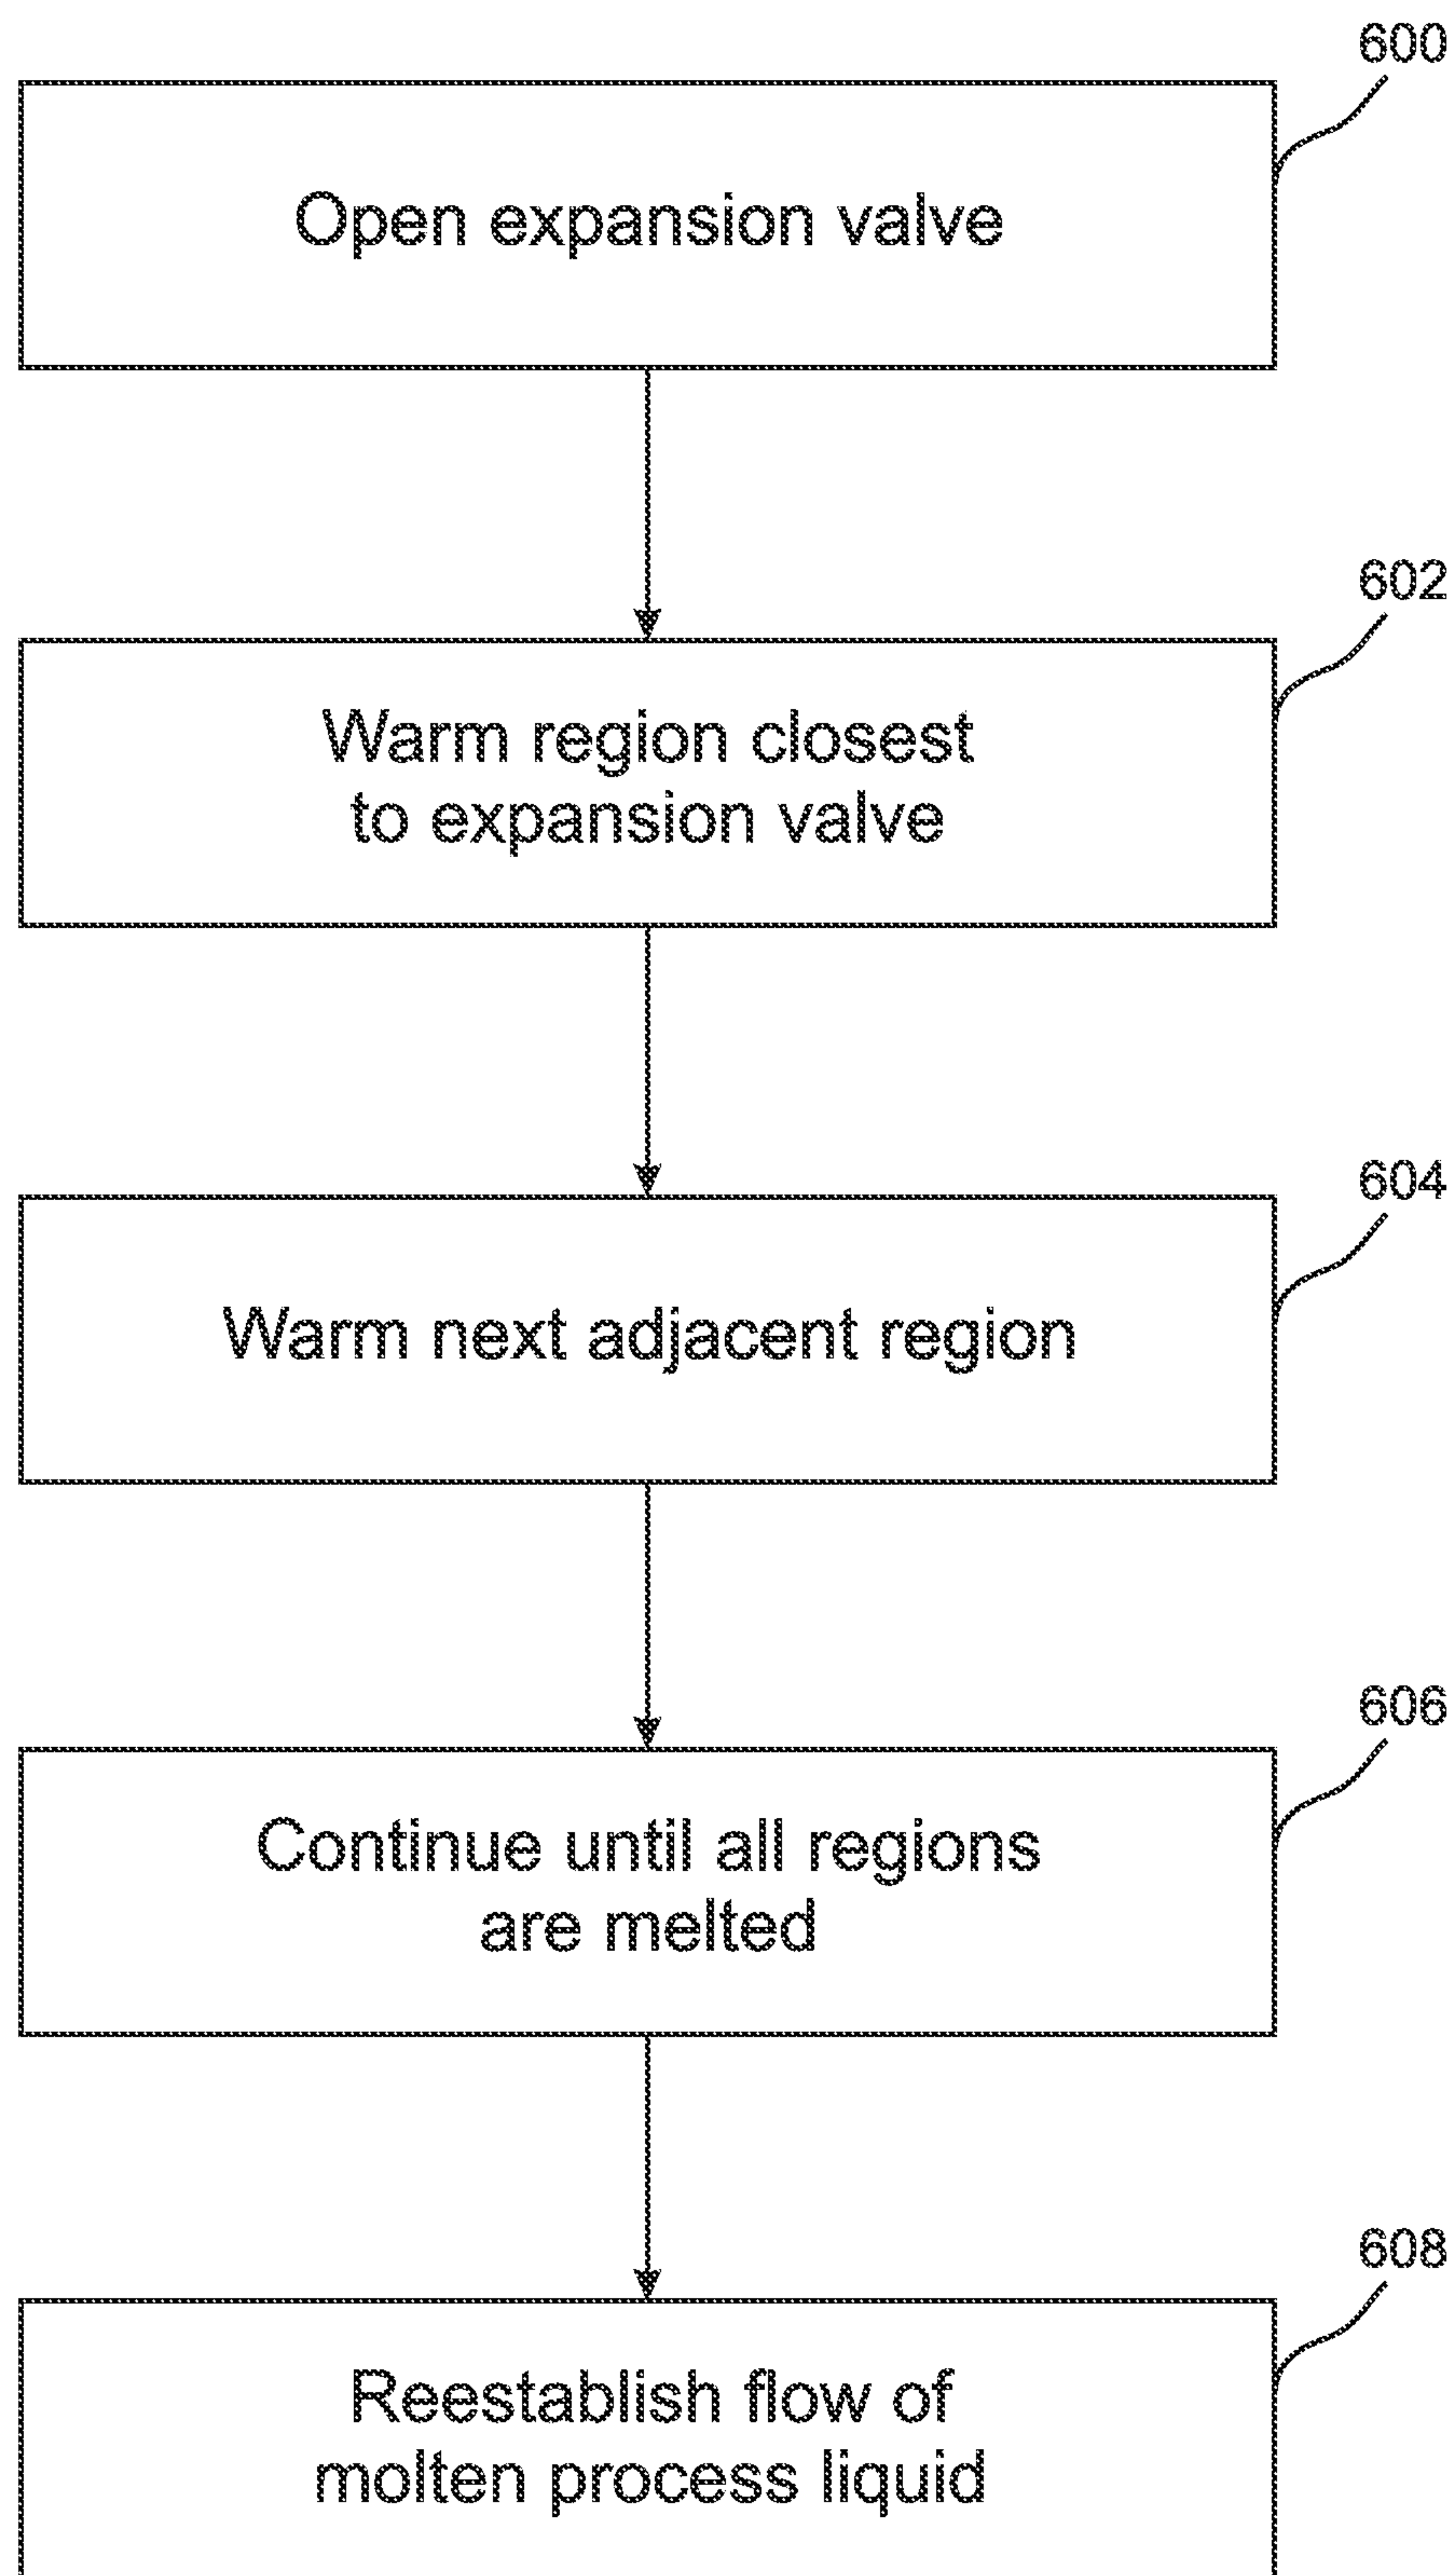 600
Open expansion valve
602
Warm region closest
to expansion valve
604
Warm next adjacent region
606
Continue until all regions
are melted
608
Reestablish flow of
molten process liquid